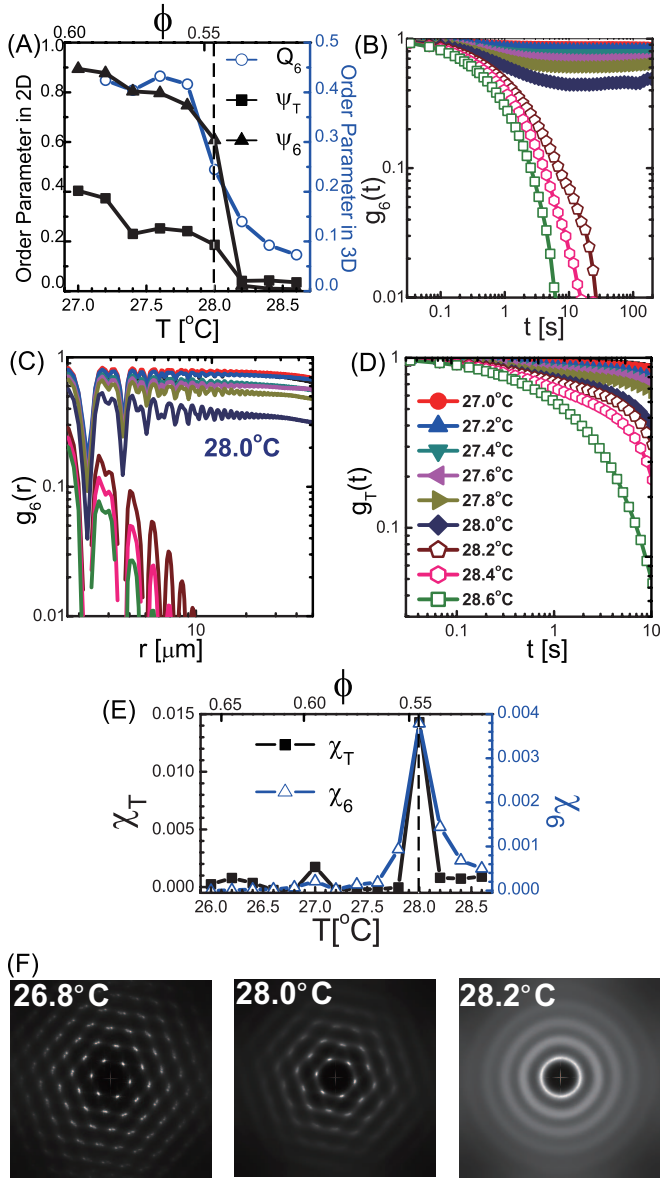 ϕ
0.60 0.55
(A)
1.0
0.8
0.6
0.4
0.2
0.0
Order Parameter in 2D
Q6
ψT
ψ6
0.5
0.4
0.3
0.2
0.1
0.0
Order Parameter in 3D
27.0 27.5 28.0 28.5
T [°C]
(B)
1
0.1
0.01
g6(t)
0.1 1 10 100
t [s]
(C)
1
0.1
0.01
g6(r)
28.0°C
10
r [μm]
(D)
1
0.1
gT(t)
27.0°C
27.2°C
27.4°C
27.6°C
27.8°C
28.0°C
28.2°C
28.4°C
28.6°C
0.1 1 10
t [s]
(E)
ϕ
0.65 0.60 0.55
0.015
0.010
0.005
0.000
χT
χT
χ6
0.004
0.003
0.002
0.001
0.000
χ6
26.0 26.5 27.0 27.5 28.0 28.5
T[°C]
(F)
26.8°C 28.0°C 28.2°C